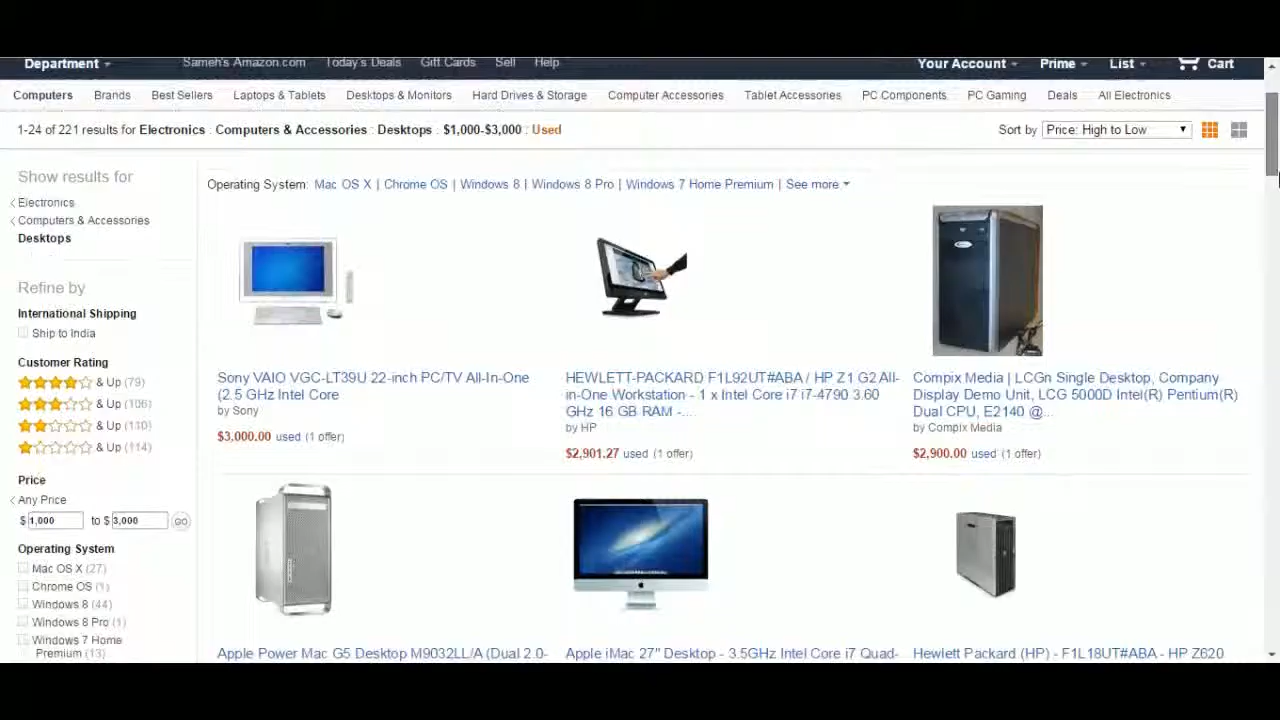 Department
Sameh's Amazon.com Today's Deals Gift Cards Sell Help
Your Account Prime List Cart
Computers Brands Best Sellers Laptops & Tablets Desktops & Monitors Hard Drives & Storage Computer Accessories Tablet Accessories PC Components PC Gaming Deals All Electronics
1-24 of 221 results for Electronics : Computers & Accessories : Desktops : $1,000-$3,000 : Used
Sort by Price: High to Low
Show results for
Electronics
Computers & Accessories
Desktops
Refine by
International Shipping
Ship to India
Customer Rating
& Up (79)
& Up (106)
& Up (110)
& Up (114)
Price
Any Price
$ 1,000 to $ 3,000 GO
Operating System
Mac OS X (27)
Chrome OS (1)
Windows 8 (44)
Windows 8 Pro (1)
Windows 7 Home
Premium (13)
Operating System: Mac OS X | Chrome OS | Windows 8 | Windows 8 Pro | Windows 7 Home Premium | See more
Sony VAIO VGC-LT39U 22-inch PC/TV All-In-One
(2.5 GHz Intel Core
by Sony
$3,000.00 used (1 offer)
HEWLETT-PACKARD F1L92UT#ABA / HP Z1 G2 All-
in-One Workstation - 1 x Intel Core i7 i7-4790 3.60
GHz 16 GB RAM -...
by HP
$2,901.27 used (1 offer)
Compix Media | LCGn Single Desktop, Company
Display Demo Unit, LCG 5000D Intel(R) Pentium(R)
Dual CPU, E2140 @...
by Compix Media
$2,900.00 used (1 offer)
Apple Power Mac G5 Desktop M9032LL/A (Dual 2.0-
Apple iMac 27" Desktop - 3.5GHz Intel Core i7 Quad-
Hewlett Packard (HP) - F1L18UT#ABA - HP Z620